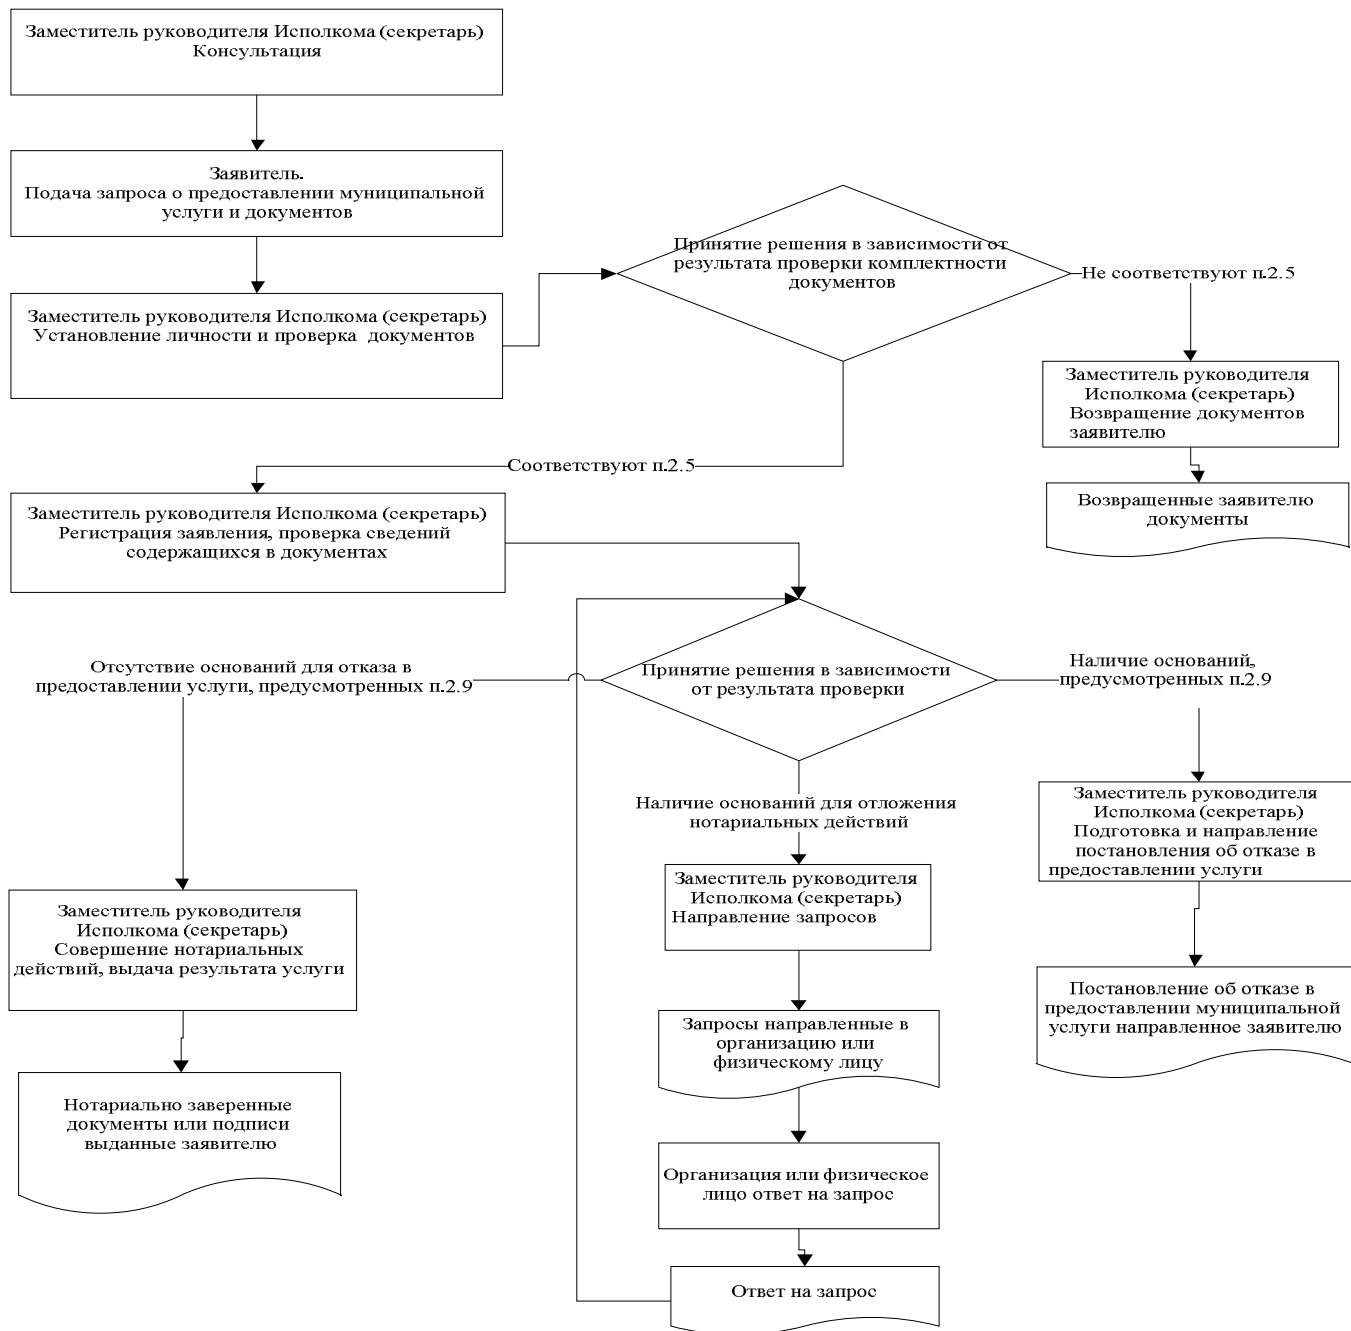 Заместитель руководителя Исполкома (секретарь)
Консультация
Заявитель.
Подача запроса о предоставлении муниципальной
услуги и документов
Заместитель руководителя Исполкома (секретарь)
Установление личности и проверка документов
Принятие решения в зависимости от
результата проверки комплектности
документов
Не соответствуют п.2.5
Заместитель руководителя
Исполкома (секретарь)
Возвращение документов
заявителю
Возвращенные заявителю
документы
Соответствуют п.2.5
Заместитель руководителя Исполкома (секретарь)
Регистрация заявления, проверка сведений
содержащихся в документах
Принятие решения в зависимости
от результата проверки
Отсутствие оснований для отказа в
предоставлении услуги, предусмотренных п.2.9
Наличие оснований,
предусмотренных п.2.9
Наличие оснований для отложения
нотариальных действий
Заместитель руководителя
Исполкома (секретарь)
Совершение нотариальных
действий, выдача результата услуги
Нотариально заверенные
документы или подписи
выданные заявителю
Заместитель руководителя
Исполкома (секретарь)
Направление запросов
Запросы направленные в
организацию или
физическому лицу
Организация или физическое
лицо ответ на запрос
Ответ на запрос
Заместитель руководителя
Исполкома (секретарь)
Подготовка и направление
постановления об отказе в
предоставлении услуги
Постановление об отказе в
предоставлении муниципальной
услуги направленное заявителю